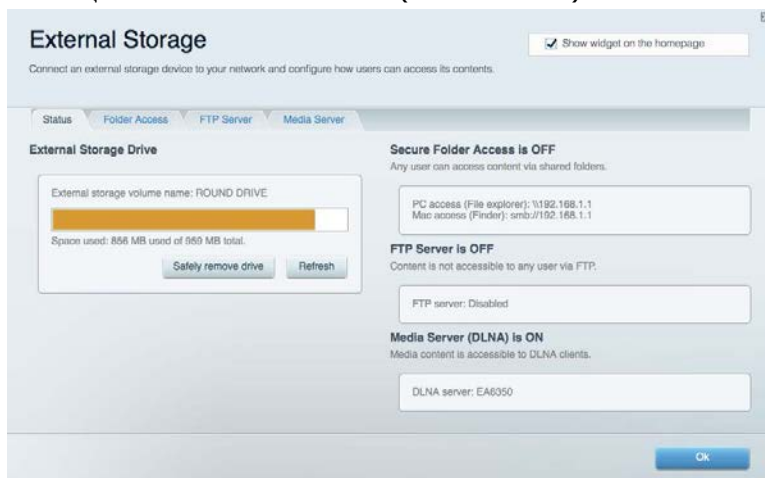 External Storage
Show widget on the homepage
Connect an external storage device to your network and configure how users can access its contents.
Status
Folder Access
FTP Server
Media Server
External Storage Drive
External storage volume name: ROUND DRIVE
Space used: 856 MB used of 959 MB total.
Safely remove drive
Refresh
Secure Folder Access is OFF
Any user can access content via shared folders.
PC access (File explorer): \\192.168.1.1
Mac access (Finder): smb://192.168.1.1
FTP Server is OFF
Content is not accessible to any user via FTP.
FTP server: Disabled
Media Server (DLNA) is ON
Media content is accessible to DLNA clients.
DLNA server: EA6350
Ok